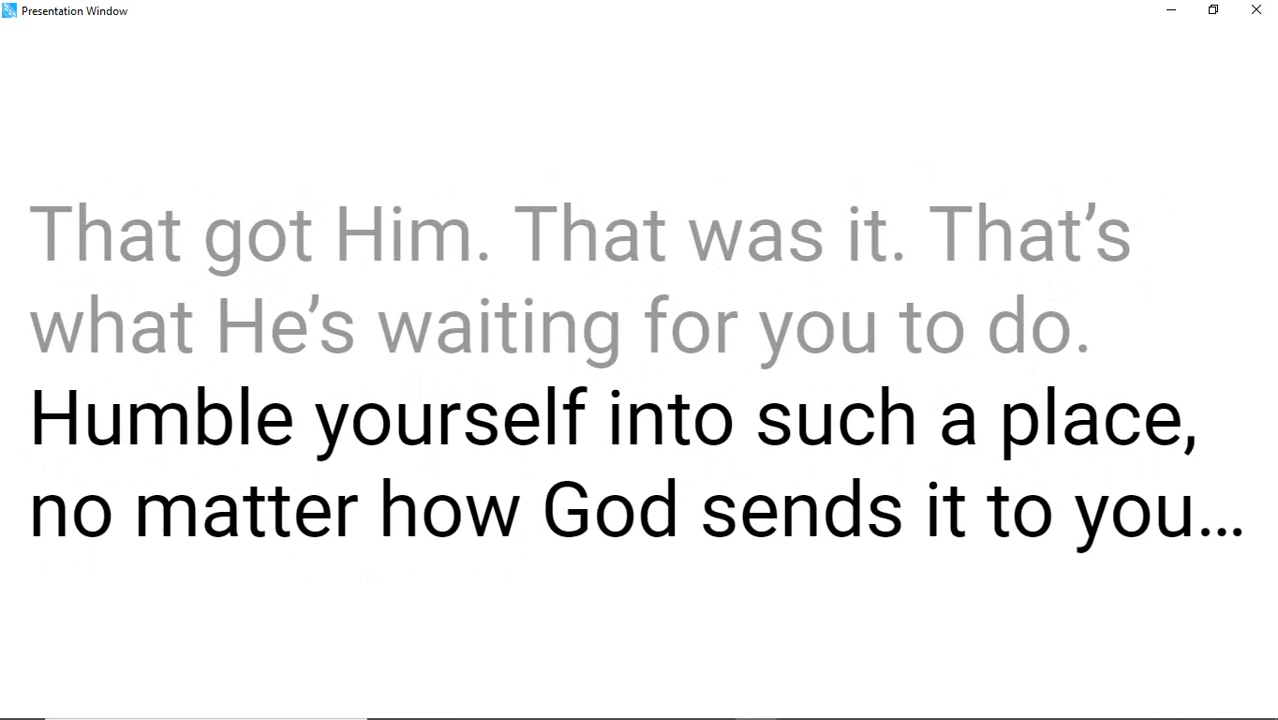 Presentation Window
That got Him. That was it. That’s
what He’s waiting for you to do.
Humble yourself into such a place,
no matter how God sends it to you…